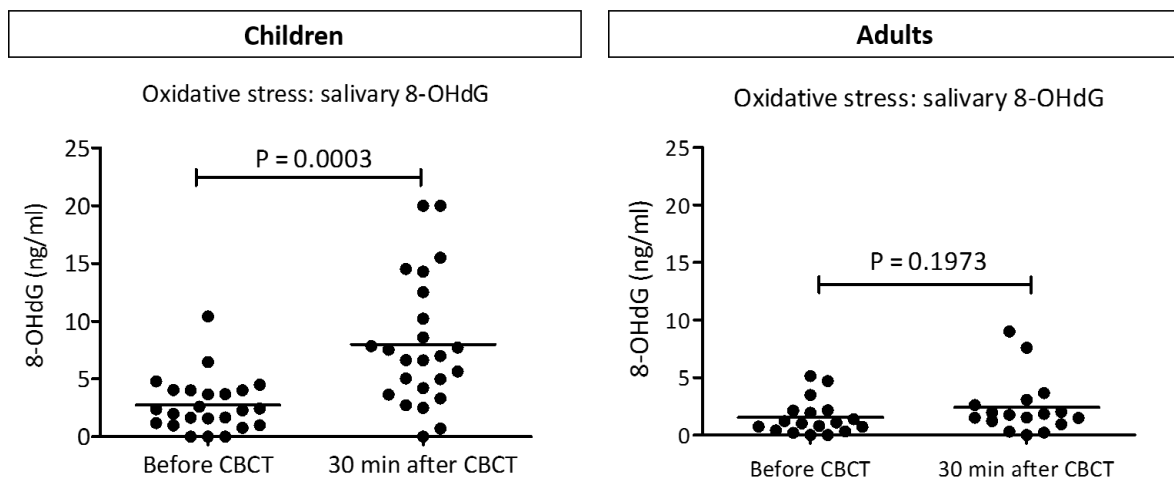 Children
Oxidative stress: salivary 8-OHdG
8-OHdG (ng/ml)
25
20
15
10
5
0
P = 0.0003
Before CBCT
30 min after CBCT
Adults
Oxidative stress: salivary 8-OHdG
8-OHdG (ng/ml)
25
20
15
10
5
0
P = 0.1973
Before CBCT
30 min after CBCT